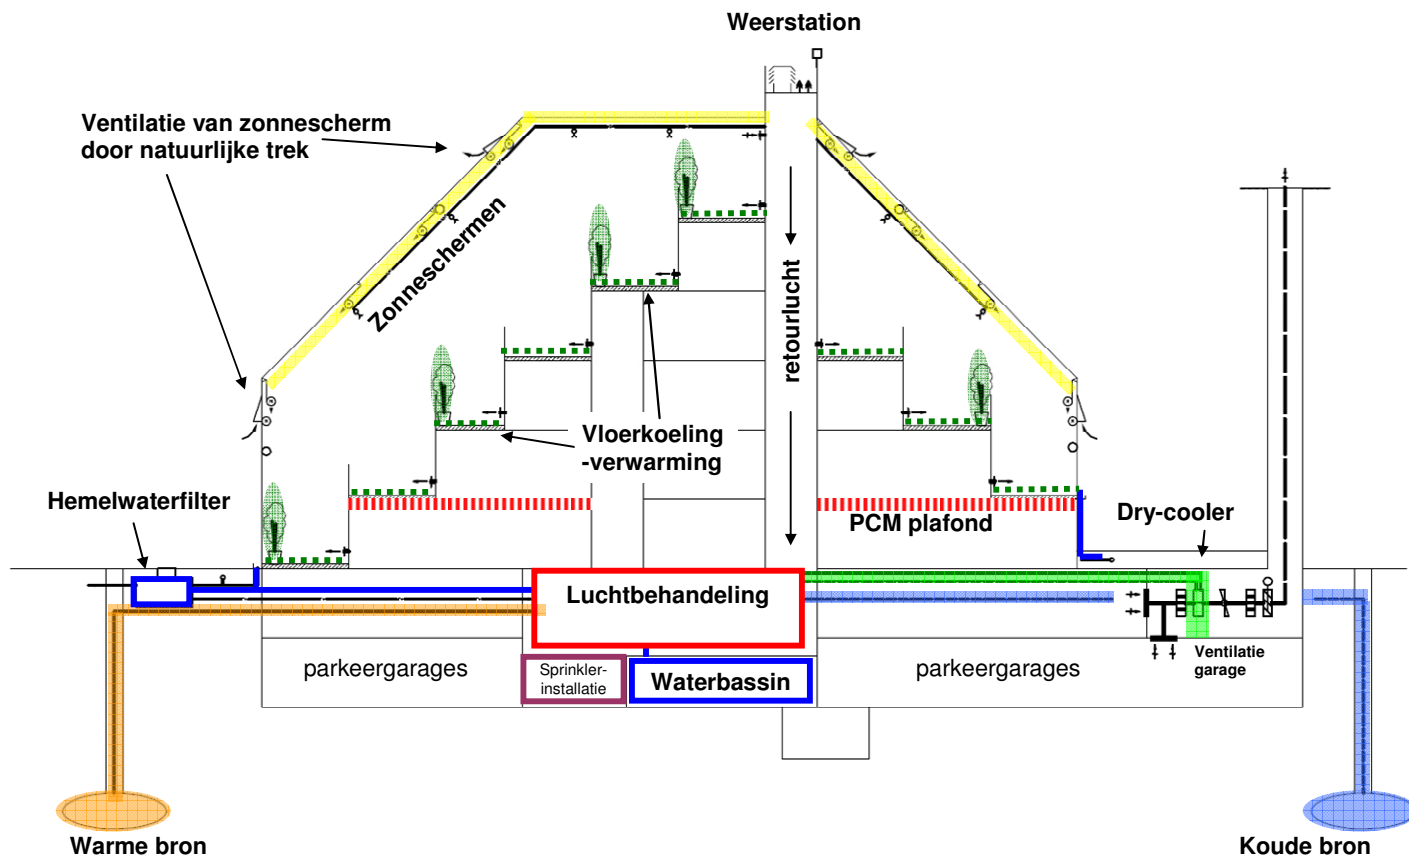 Weerstation
Ventilatie van zonnescherm
door natuurlijke trek
Zonneschermen
retourlucht
Vloerkoeling
-verwarming
Hemelwaterfilter
PCM plafond
Dry-cooler
Luchtbehandeling
parkeergarages
Sprinkler-
installatie
Waterbassin
parkeergarages
Ventilatie
garage
Warme bron
Koude bron